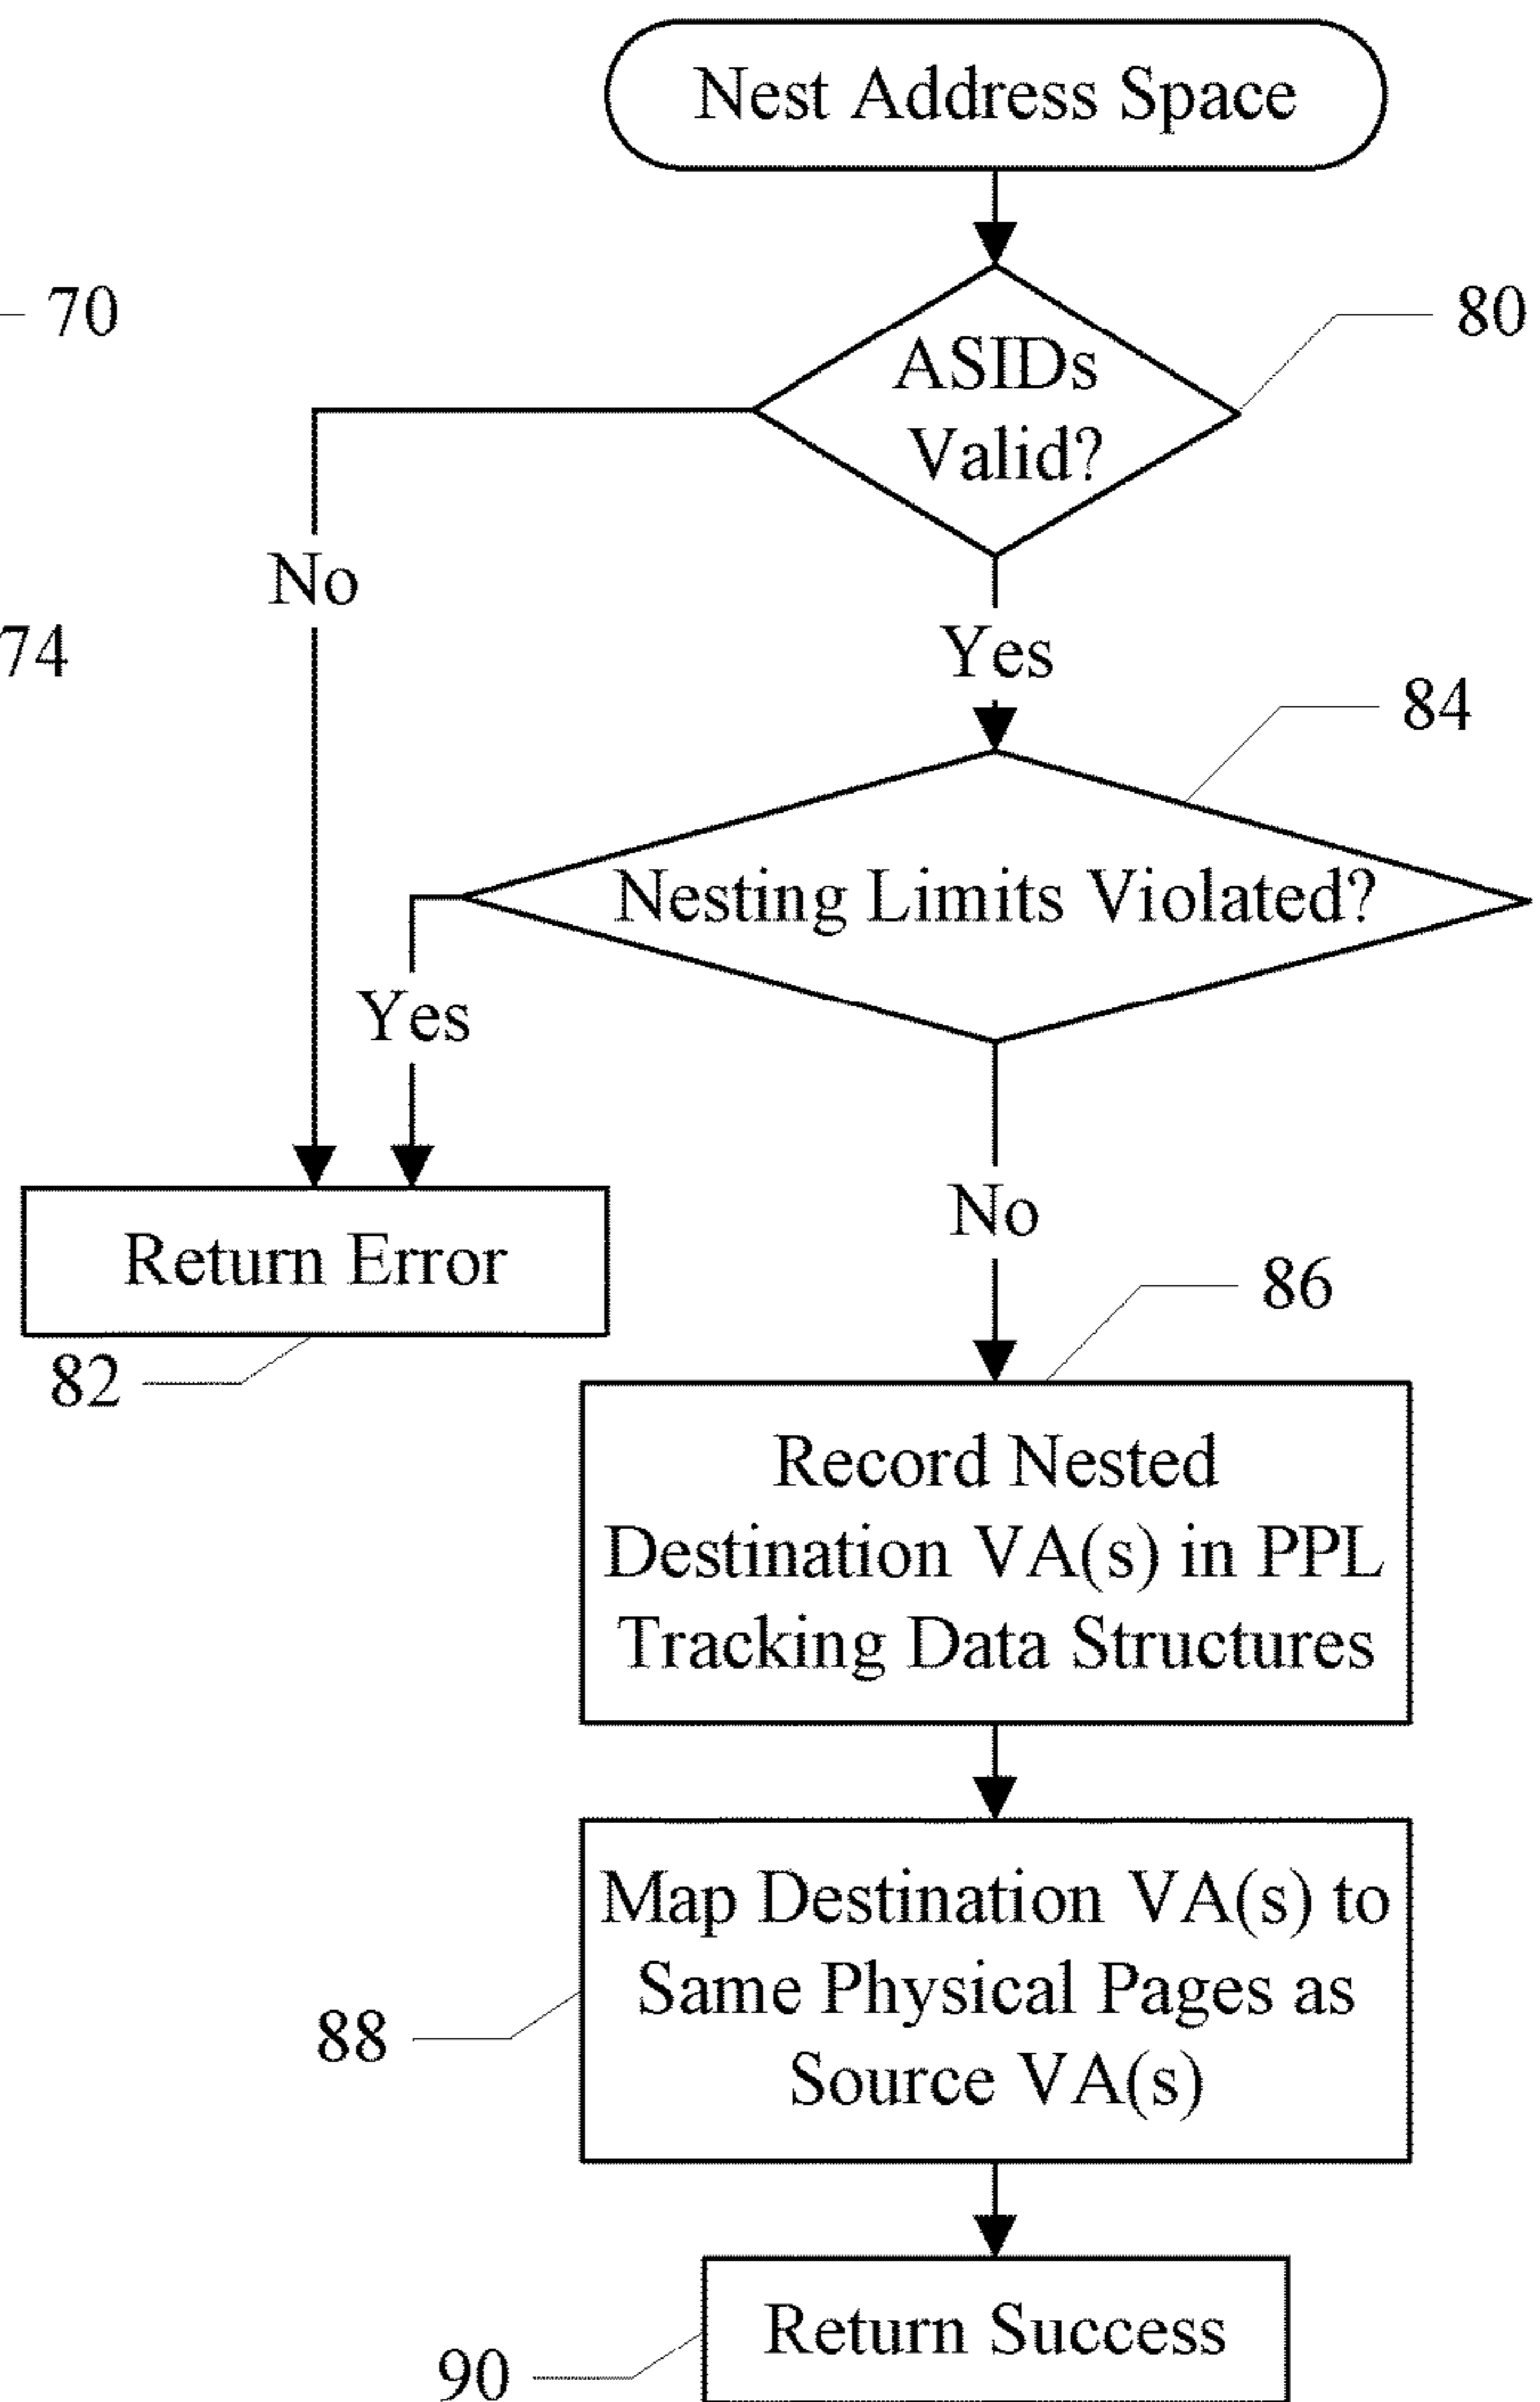 Nest Address Space
70
80
ASIDs
Valid?
No
Yes
74
84
Nesting Limits Violated?
Yes
No
Return Error
82
86
Record Nested
Destination VA(s) in PPL
Tracking Data Structures
Map Destination VA(s) to
Same Physical Pages as
Source VA(s)
88
Return Success
90